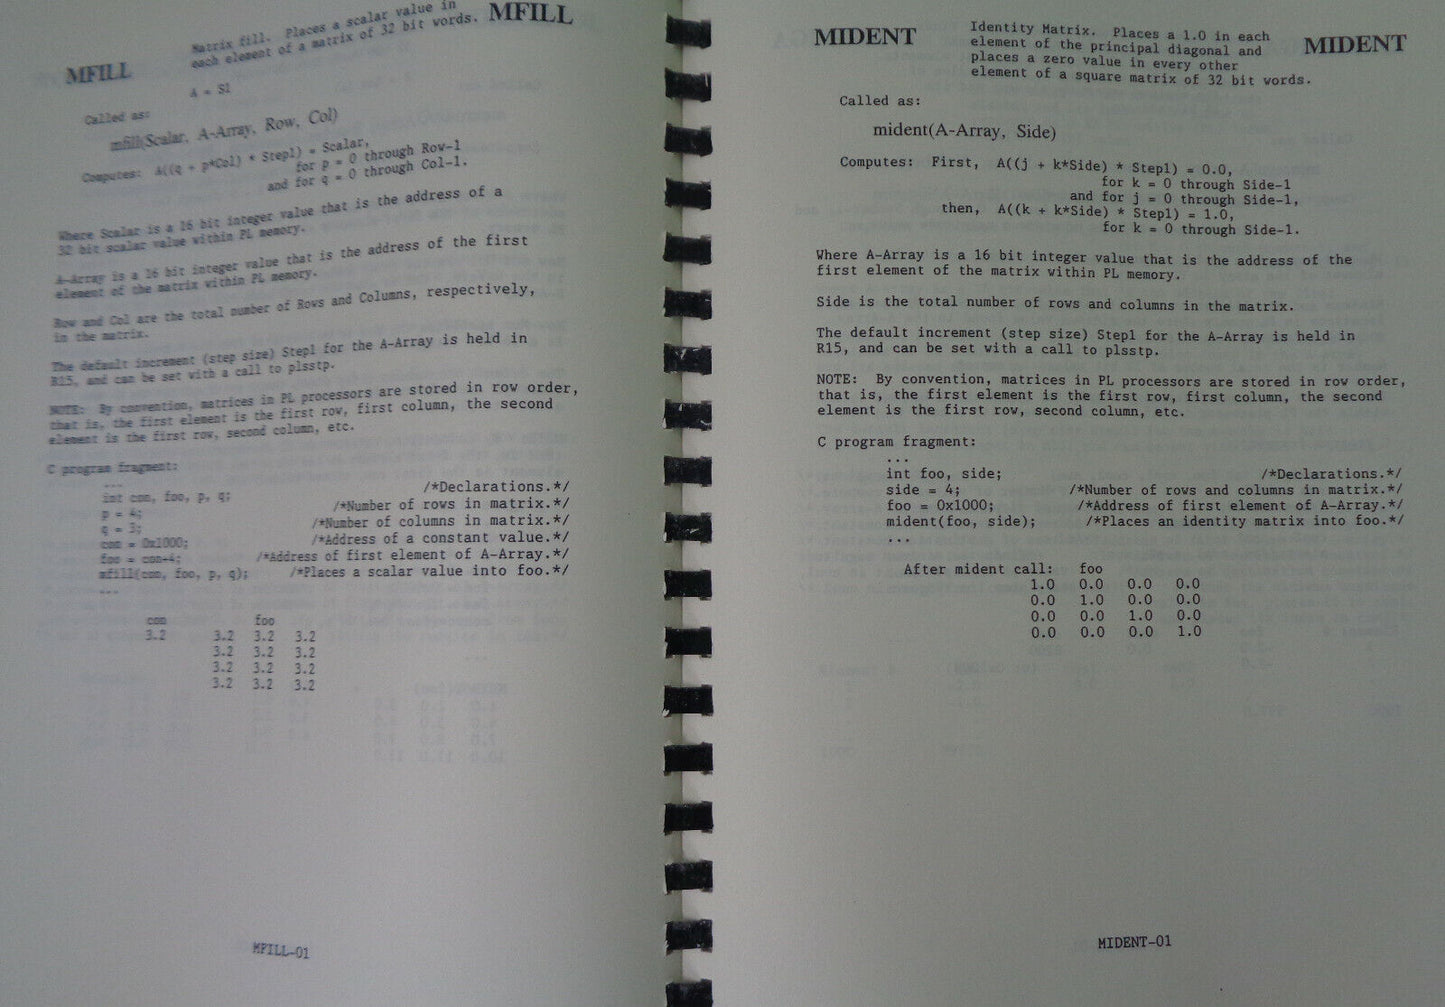 MFILL
Matrix fill. Places a scalar value in
each element of a matrix of 32 bit words.
MFILL
A = S1
Called as:
mfill(Scalar, A-Array, Row, Col)
Computes: A((q + p*Col) * Step1) = Scalar,
for p = 0 through Row-1
and for q = 0 through Col-1.
Where Scalar is a 16 bit integer value that is the address of a
32 bit scalar value within PL memory.
A-Array is a 16 bit integer value that is the address of the first
element of the matrix within PL memory.
Row and Col are the total number of Rows and Columns, respectively,
in the matrix.
The default increment (step size) Step1 for the A-Array is held in
R15, and can be set with a call to plsstp.
NOTE: By convention, matrices in PL processors are stored in row order,
that is, the first element is the first row, first column, the second
element is the first row, second column, etc.
C program fragment:
...
int con, foo, p, q; /*Declarations.*/
p = 4; /*Number of rows in matrix.*/
q = 3; /*Number of columns in matrix.*/
con = 0x1000; /*Address of a constant value.*/
foo = con+4; /*Address of first element of A-Array.*/
mfill(con, foo, p, q); /*Places a scalar value into foo.*/
...
con foo
3.2 3.2 3.2 3.2
3.2 3.2 3.2
3.2 3.2 3.2
3.2 3.2 3.2
MFILL-01
MIDENT
Identity Matrix. Places a 1.0 in each
element of the principal diagonal and
places a zero value in every other
element of a square matrix of 32 bit words.
MIDENT
Called as:
mident(A-Array, Side)
Computes: First, A((j + k*Side) * Step1) = 0.0,
for k = 0 through Side-1
and for j = 0 through Side-1,
then, A((k + k*Side) * Step1) = 1.0,
for k = 0 through Side-1.
Where A-Array is a 16 bit integer value that is the address of the
first element of the matrix within PL memory.
Side is the total number of rows and columns in the matrix.
The default increment (step size) Step1 for the A-Array is held in
R15, and can be set with a call to plsstp.
NOTE: By convention, matrices in PL processors are stored in row order,
that is, the first element is the first row, first column, the second
element is the first row, second column, etc.
C program fragment:
...
int foo, side; /*Declarations.*/
side = 4; /*Number of rows and columns in matrix.*/
foo = 0x1000; /*Address of first element of A-Array.*/
mident(foo, side); /*Places an identity matrix into foo.*/
...
After mident call: foo
1.0 0.0 0.0 0.0
0.0 1.0 0.0 0.0
0.0 0.0 1.0 0.0
0.0 0.0 0.0 1.0
MIDENT-01